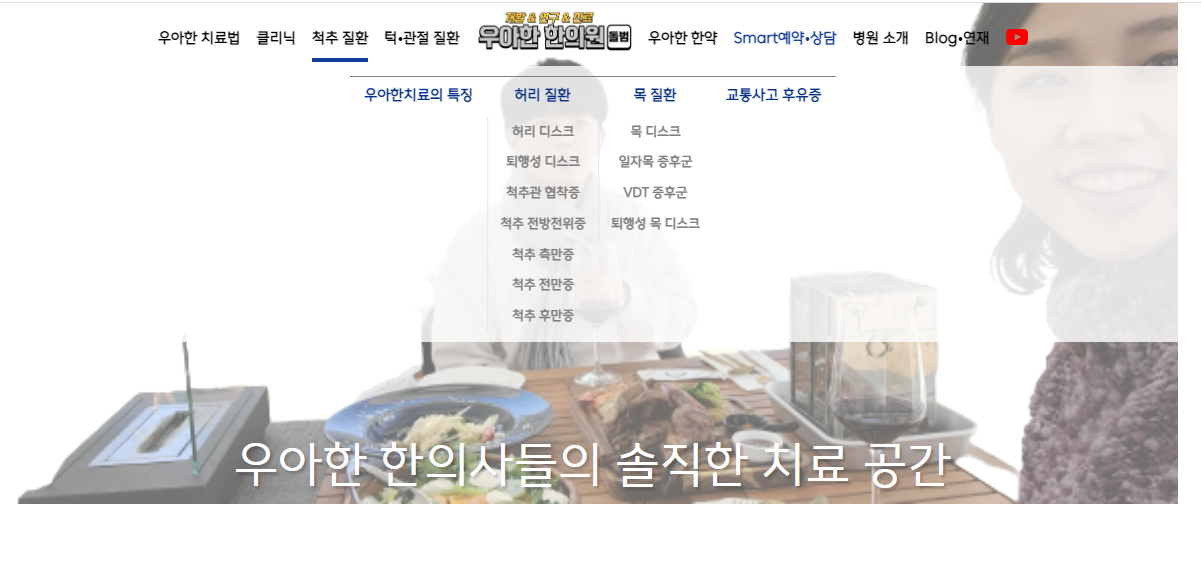 개발 & 연구 & 진료
우아한 치료법 클리닉 척추 질환 턱•관절 질환 우아한 한의원 돌범 우아한 한약 Smart예약•상담 병원 소개 Blog•연재
우아한치료의 특징 허리 질환 목 질환 교통사고 후유증
허리 디스크 목 디스크
퇴행성 디스크 일자목 증후군
척추관 협착증 VDT 증후군
척추 전방전위증 퇴행성 목 디스크
척추 측만증
척추 전만증
척추 후만증
우아한 한의사들의 솔직한 치료 공간